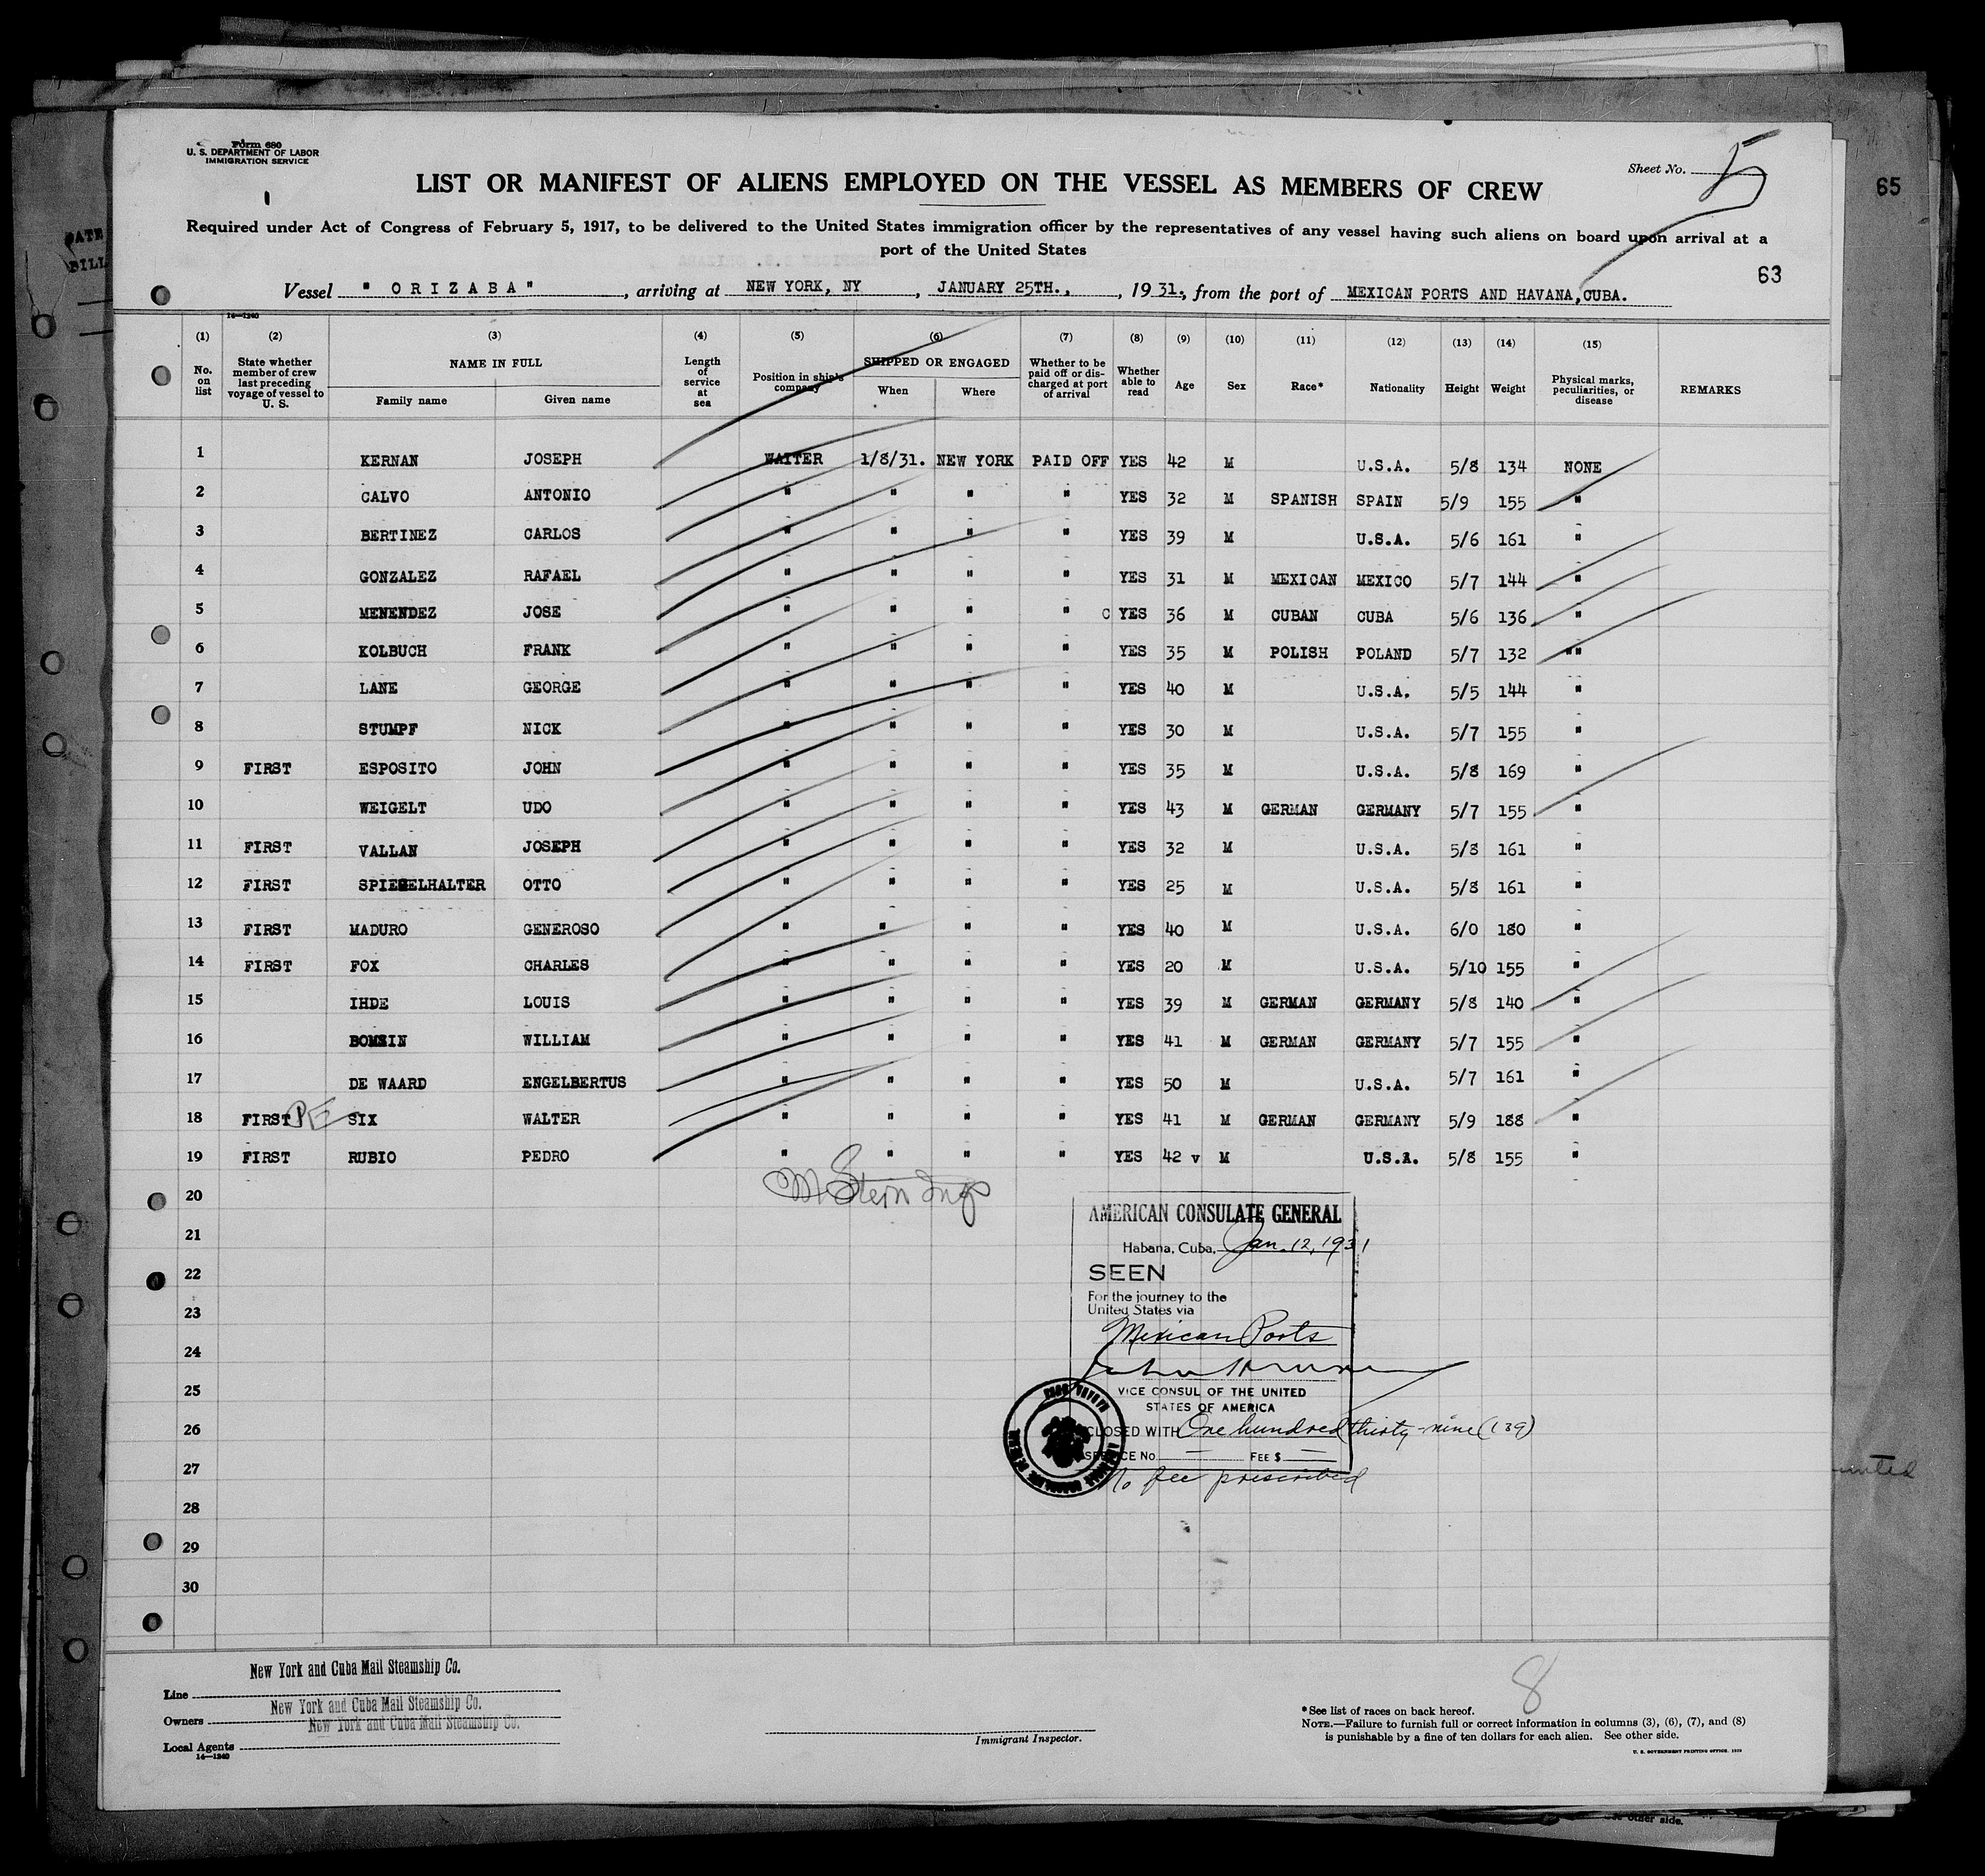 Form 680
U. S. DEPARTMENT OF LABOR
IMMIGRATION SERVICE
Sheet No. 5
65
LIST OR MANIFEST OF ALIENS EMPLOYED ON THE VESSEL AS MEMBERS OF CREW
Required under Act of Congress of February 5, 1917, to be delivered to the United States immigration officer by the representatives of any vessel having such aliens on board upon arrival at a
port of the United States
DATE
BILL
63
Vessel " ORIZABA" , arriving at NEW YORK, NY , JANUARY 25TH., , 1931., from the port of MEXICAN PORTS AND HAVANA, CUBA.
14—1240
(1) (2) (3) (4) (5) (6) (7) (8) (9) (10) (11) (12) (13) (14) (15)
No. on list State whether member of crew last preceding voyage of vessel to U. S. NAME IN FULL Family name Given name Length of service at sea Position in ship's company SHIPPED OR ENGAGED When Where Whether to be paid off or discharged at port of arrival Whether able to read Age Sex Race* Nationality Height Weight Physical marks, peculiarities, or disease REMARKS
1 KERNAN JOSEPH WAITER 1/8/31. NEW YORK PAID OFF YES 42 M U.S.A. 5/8 134 NONE
2 CALVO ANTONIO " " " " YES 32 M SPANISH SPAIN 5/9 155 "
3 BERTINEZ CARLOS " " " " YES 39 M U.S.A. 5/6 161 "
4 GONZALEZ RAFAEL " " " " YES 31 M MEXICAN MEXICO 5/7 144 "
5 MENENDEZ JOSE " " " " C YES 36 M CUBAN CUBA 5/6 136 "
6 KOLBUCH FRANK " " " " YES 35 M POLISH POLAND 5/7 132 ""
7 LANE GEORGE " " " " YES 40 M U.S.A. 5/5 144 "
8 STUMPF NICK " " " " YES 30 M U.S.A. 5/7 155 "
9 FIRST ESPOSITO JOHN " " " " YES 35 M U.S.A. 5/8 169 "
10 WEIGELT UDO " " " " YES 43 M GERMAN GERMANY 5/7 155 "
11 FIRST VALLAN JOSEPH " " " " YES 32 M U.S.A. 5/8 161 "
12 FIRST SPIEGELHALTER OTTO " " " " YES 25 M U.S.A. 5/8 161 "
13 FIRST MADURO GENEROSO " " " " YES 40 M U.S.A. 6/0 180 "
14 FIRST FOX CHARLES " " " " YES 20 M U.S.A. 5/10 155 "
15 IHDE LOUIS " " " " YES 39 M GERMAN GERMANY 5/8 140 "
16 WILLIAM " " " " YES 41 M GERMAN GERMANY 5/7 155 "
17 DE WAARD ENGELBERTUS " " " " YES 50 M U.S.A. 5/7 161 "
18 FIRST PE SIX WALTER " " " " YES 41 M GERMAN GERMANY 5/9 188 "
19 FIRST RUBIO PEDRO " " " " YES 42 v M U.S.A. 5/8 155 "
M Stein Insp
20
21
22
23
24
25
26
27
28
29
30
AMERICAN CONSULATE GENERAL
Habana, Cuba, Jan. 12, 1931
SEEN
For the journey to the
United States via
Mexican Ports
VICE CONSUL OF THE UNITED
STATES OF AMERICA
CLOSED WITH One hundred thirty-nine (139)
SERVICE No. — FEE $ —
No fee prescribed
New York and Cuba Mail Steamship Co.
Line
New York and Cuba Mail Steamship Co.
Owners
New York and Cuba Mail Steamship Co.
Local Agents
14—1240
Immigrant Inspector.
8
*See list of races on back hereof.
NOTE.—Failure to furnish full or correct information in columns (3), (6), (7), and (8)
is punishable by a fine of ten dollars for each alien. See other side.
U. S. GOVERNMENT PRINTING OFFICE. 1929
other side.